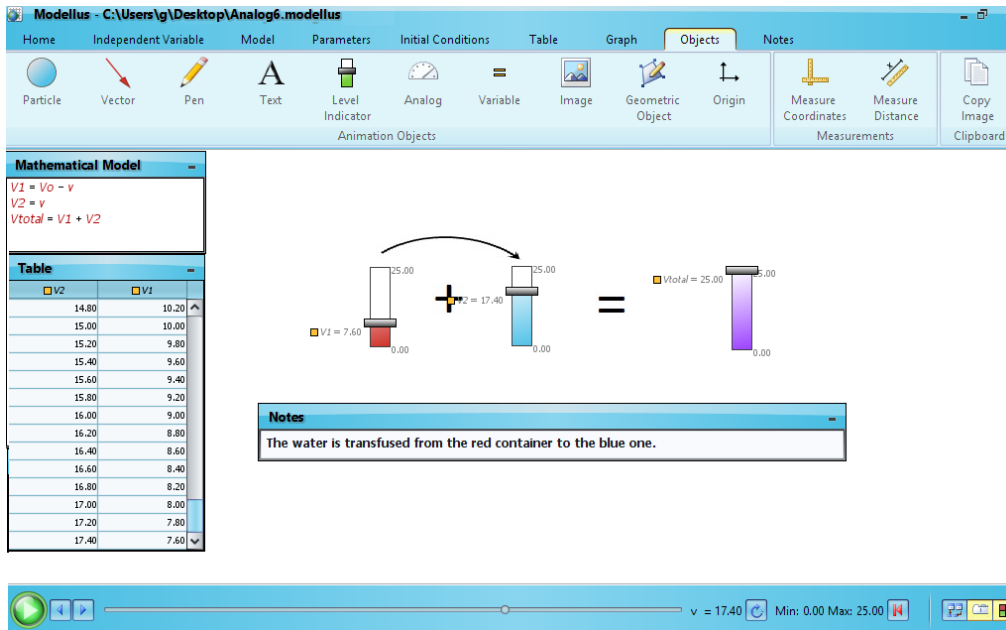 Modellus - C:\Users\g\Desktop\Analog6.modellus
Home Independent Variable Model Parameters Initial Conditions Table Graph Objects Notes
Particle Vector Pen Text Level Indicator Analog Variable Image Geometric Object Origin Measure Coordinates Measure Distance Copy Image
Animation Objects Measurements Clipboard
Mathematical Model
V1 = Vo - v
V2 = v
Vtotal = V1 + V2
Table
V2 V1
14.80 10.20
15.00 10.00
15.20 9.80
15.40 9.60
15.60 9.40
15.80 9.20
16.00 9.00
16.20 8.80
16.40 8.60
16.60 8.40
16.80 8.20
17.00 8.00
17.20 7.80
17.40 7.60
25.00
V1 = 7.60
0.00
+
25.00
= 17.40
0.00
=
Vtotal = 25.00
5.00
0.00
Notes
The water is transfused from the red container to the blue one.
v = 17.40 Min: 0.00 Max: 25.00